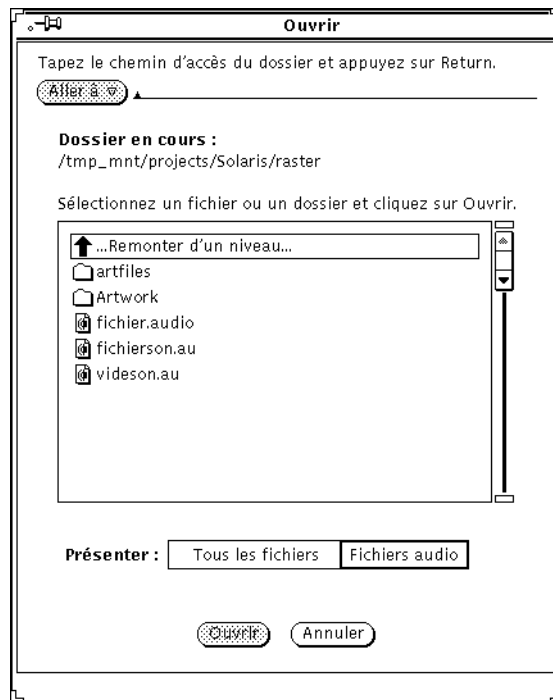 Ouvrir
Tapez le chemin d'accès du dossier et appuyez sur Return.
Aller à
Dossier en cours :
/tmp_mnt/projects/Solaris/raster
Sélectionnez un fichier ou un dossier et cliquez sur Ouvrir.
...Remonter d'un niveau...
artfiles
Artwork
fichier.audio
fichierson.au
videson.au
Présenter : Tous les fichiers Fichiers audio
Ouvrir Annuler